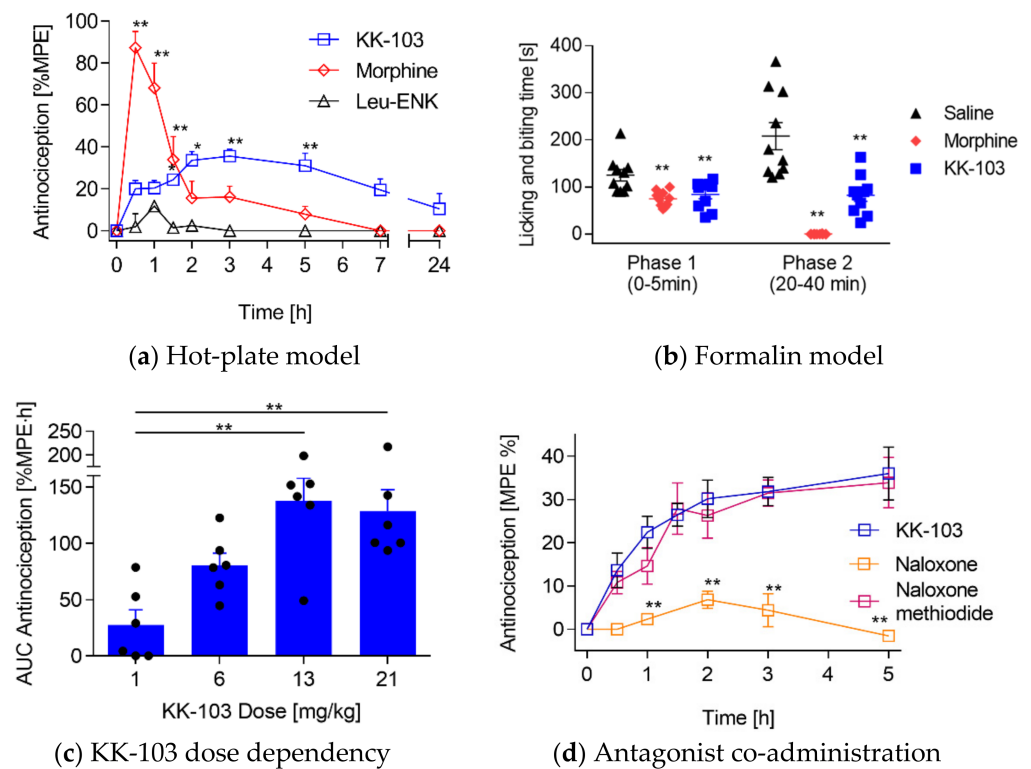 Antinociception [%MPE]
100
80
60
40
20
0
** ** ** * * ** **
KK-103
Morphine
Leu-ENK
0 1 2 3 4 5 6 7 24
Time [h]
(a) Hot-plate model
Licking and biting time [s]
400
300
200
100
0
** ** ** **
Saline
Morphine
KK-103
Phase 1
(0-5min)
Phase 2
(20-40 min)
(b) Formalin model
AUC Antinociception [%MPE·h]
250
200
150
100
50
0
**
**
1 6 13 21
KK-103 Dose [mg/kg]
(c) KK-103 dose dependency
Antinociception [MPE %]
40
30
20
10
0
** ** ** **
KK-103
Naloxone
Naloxone
methiodide
0 1 2 3 4 5
Time [h]
(d) Antagonist co-administration